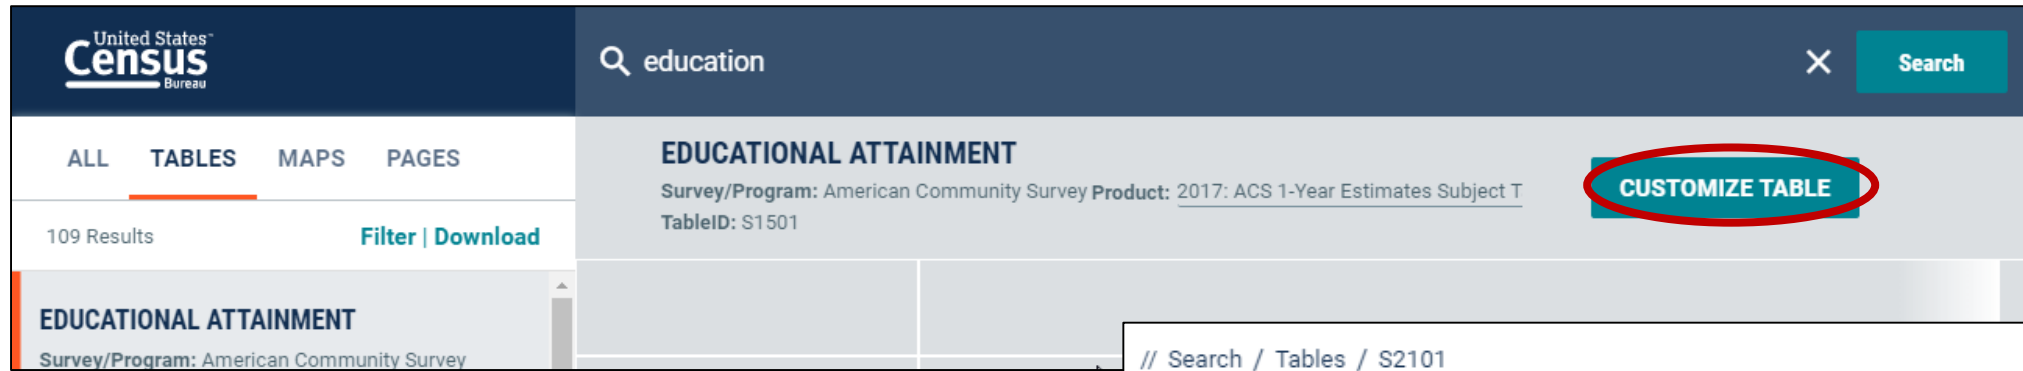 United States™
Census
Bureau
education
Search
ALL TABLES MAPS PAGES
109 Results Filter | Download
EDUCATIONAL ATTAINMENT
Survey/Program: American Community Survey
EDUCATIONAL ATTAINMENT
Survey/Program: American Community Survey Product: 2017: ACS 1-Year Estimates Subject T
TableID: S1501
CUSTOMIZE TABLE
// Search / Tables / S2101